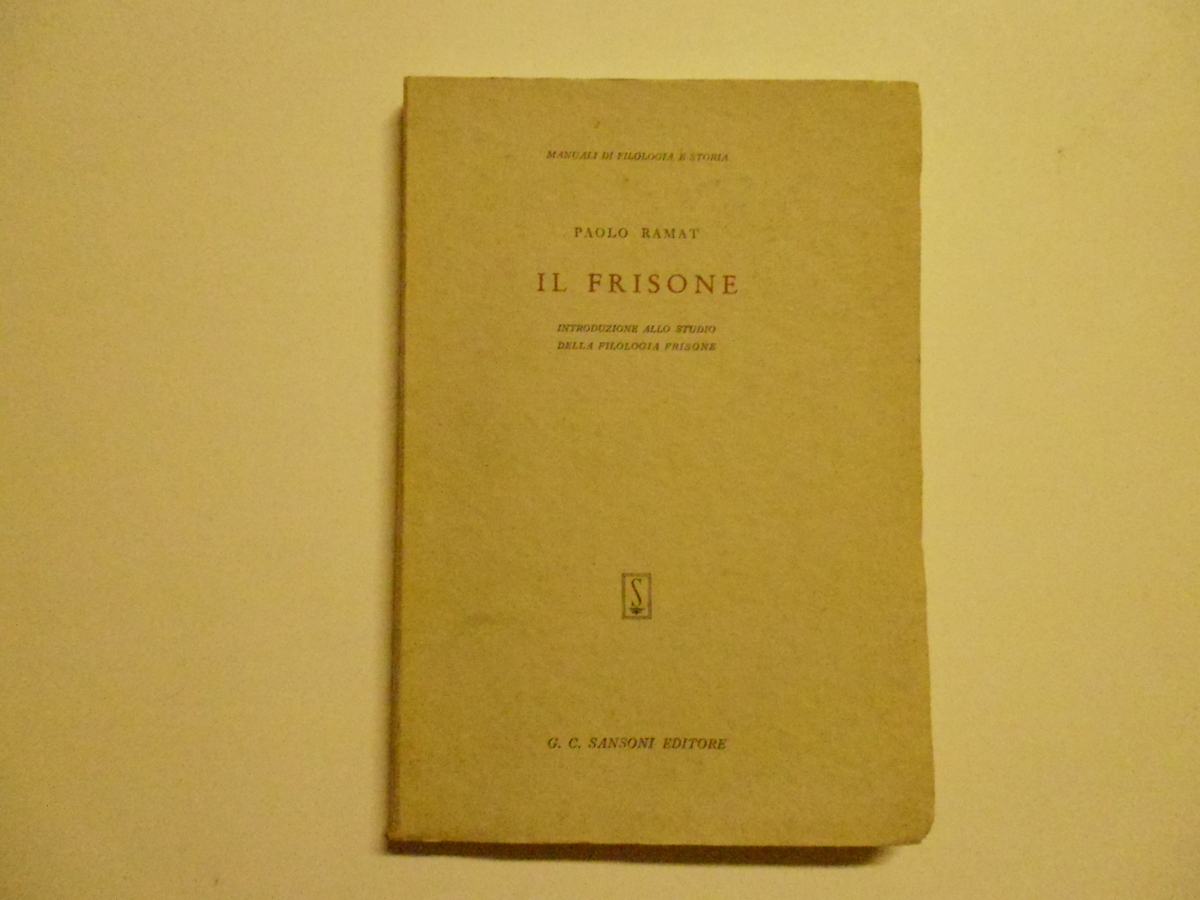 MANUALI DI FILOLOGIA E STORIA
PAOLO RAMAT
IL FRISONE
INTRODUZIONE ALLO STUDIO
DELLA FILOLOGIA FRISONE
S
G. C. SANSONI EDITORE